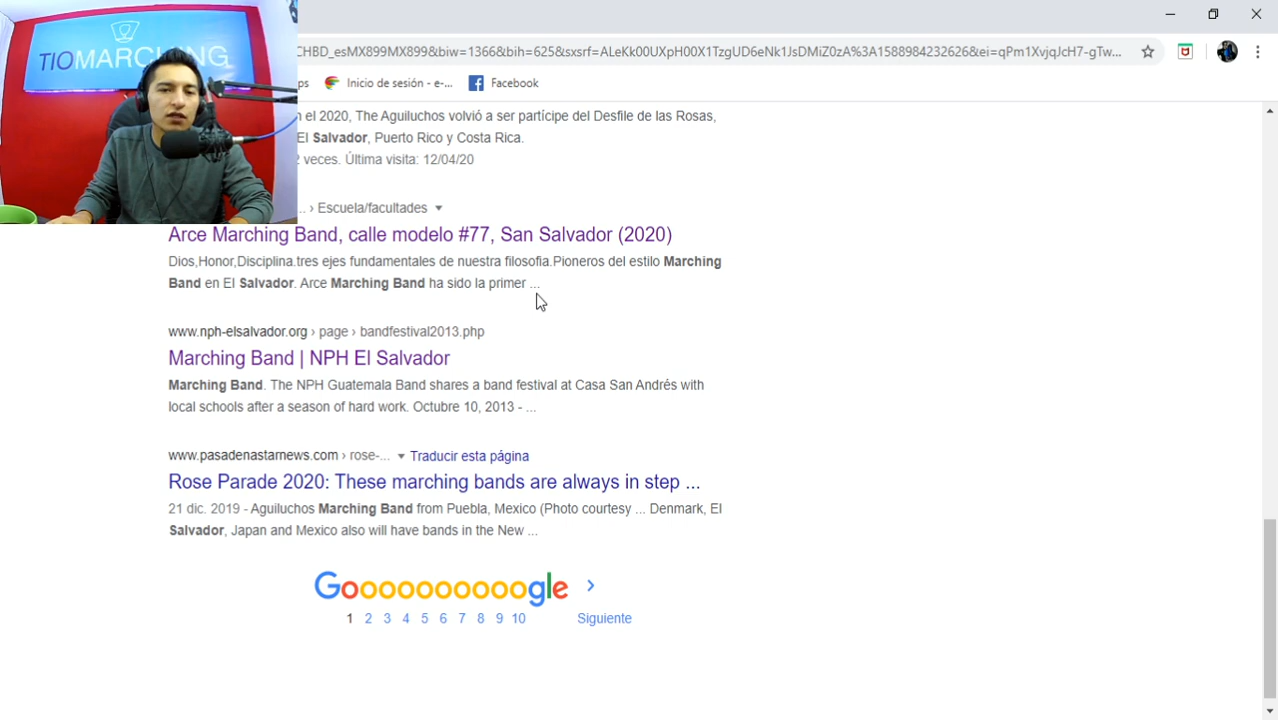 TIOMARCHING
CHBD_esMX899MX899&biw=1366&bih=625&sxsrf=ALeKk00UXpH00X1TzgUD6eNk1JsDMiZ0zA%3A1588984232626&ei=qPm1XvjqJcH7-gTw...
ps Inicio de sesión - e-... Facebook
n el 2020, The Aguiluchos volvió a ser partícipe del Desfile de las Rosas,
El Salvador, Puerto Rico y Costa Rica.
2 veces. Última visita: 12/04/20
... › Escuela/facultades
Arce Marching Band, calle modelo #77, San Salvador (2020)
Dios,Honor,Disciplina.tres ejes fundamentales de nuestra filosofia.Pioneros del estilo Marching
Band en El Salvador. Arce Marching Band ha sido la primer ...
www.nph-elsalvador.org › page › bandfestival2013.php
Marching Band | NPH El Salvador
Marching Band. The NPH Guatemala Band shares a band festival at Casa San Andrés with
local schools after a season of hard work. Octubre 10, 2013 - ...
www.pasadenastarnews.com › rose-... Traducir esta página
Rose Parade 2020: These marching bands are always in step ...
21 dic. 2019 - Aguiluchos Marching Band from Puebla, Mexico (Photo courtesy ... Denmark, El
Salvador, Japan and Mexico also will have bands in the New ...
Goooooooooogle >
1 2 3 4 5 6 7 8 9 10 Siguiente